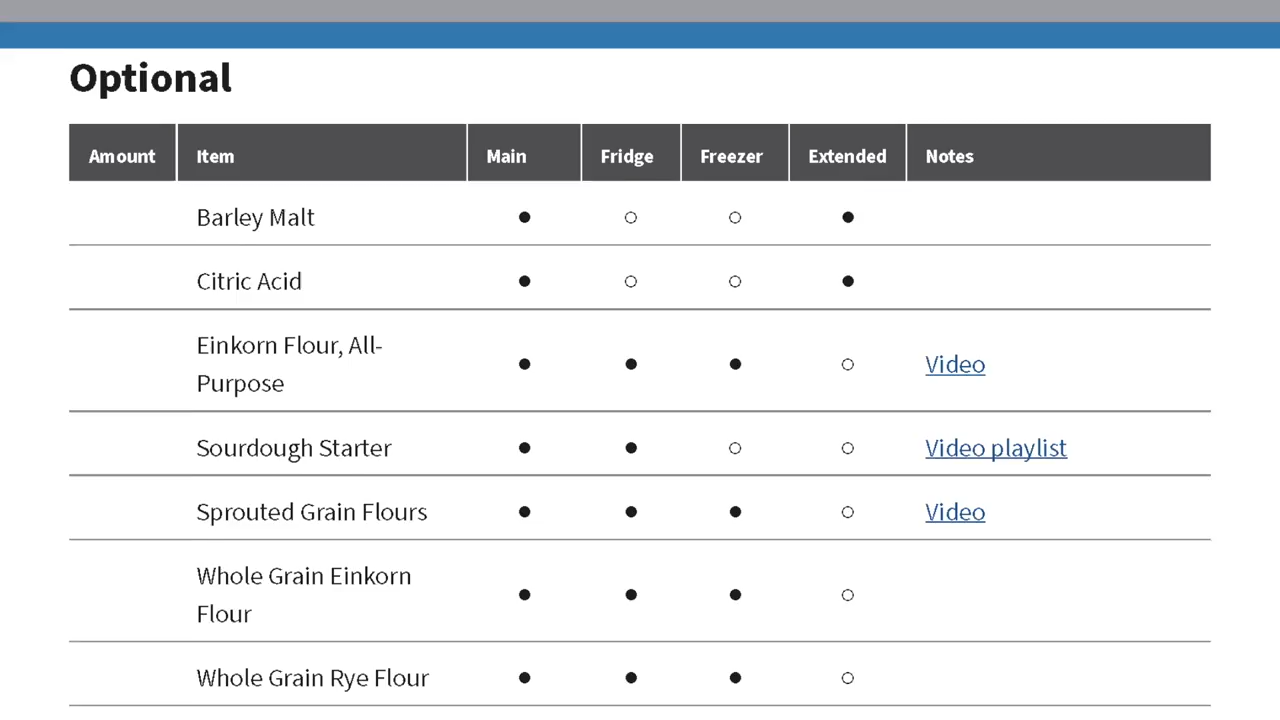 Optional
Amount Item Main Fridge Freezer Extended Notes
Barley Malt ● ○ ○ ●
Citric Acid ● ○ ○ ●
Einkorn Flour, All-
Purpose ● ● ● ○ Video
Sourdough Starter ● ● ○ ○ Video playlist
Sprouted Grain Flours ● ● ● ○ Video
Whole Grain Einkorn
Flour ● ● ● ○
Whole Grain Rye Flour ● ● ● ○